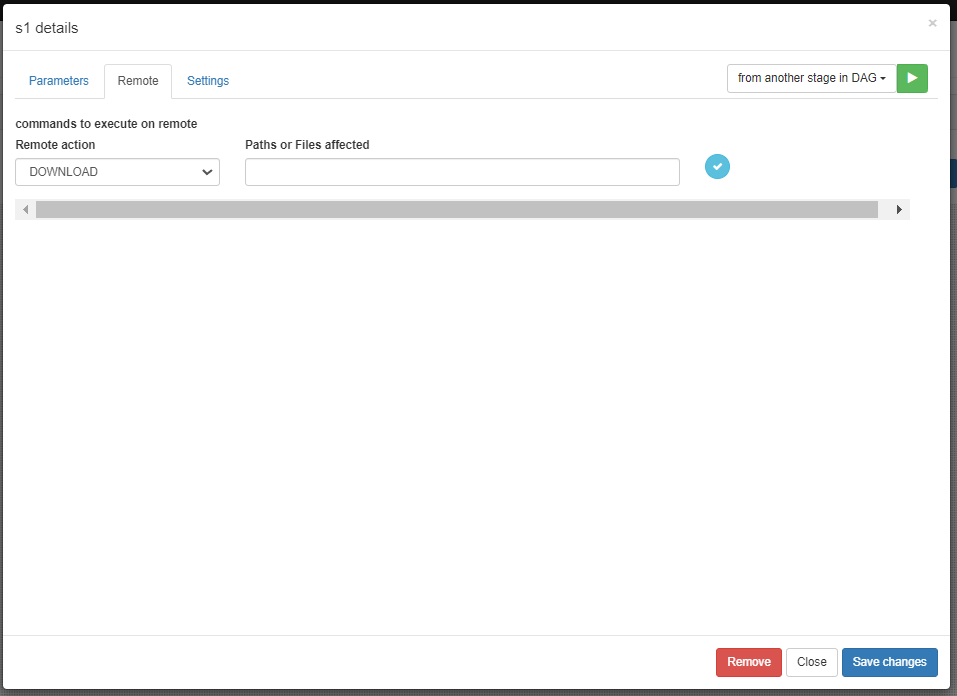 s1 details
×
Parameters
Remote
Settings
from another stage in DAG
commands to execute on remote
Remote action
Paths or Files affected
DOWNLOAD
Remove
Close
Save changes